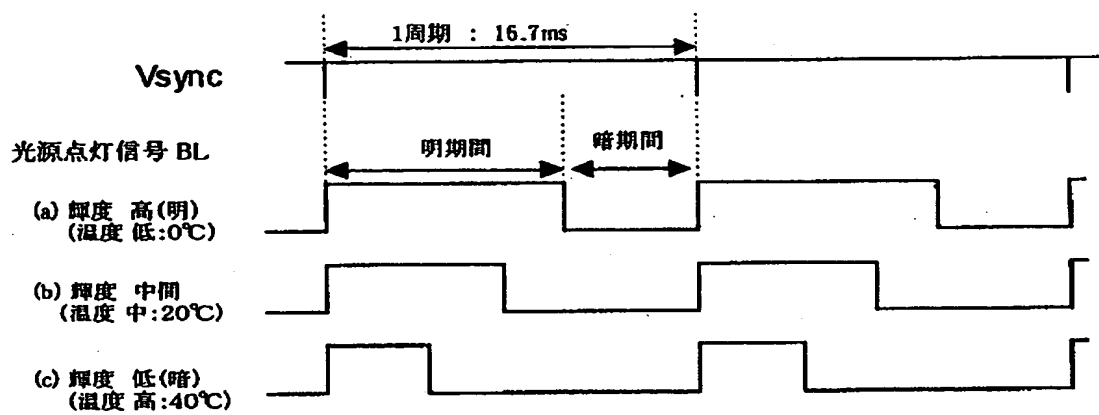 1周期 : 16.7ms
Vsync
光源点灯信号 BL
明期間
暗期間
(a) 輝度 高(明)
(温度 低:0℃)
(b) 輝度 中間
(温度 中:20℃)
(c) 輝度 低(暗)
(温度 高:40℃)